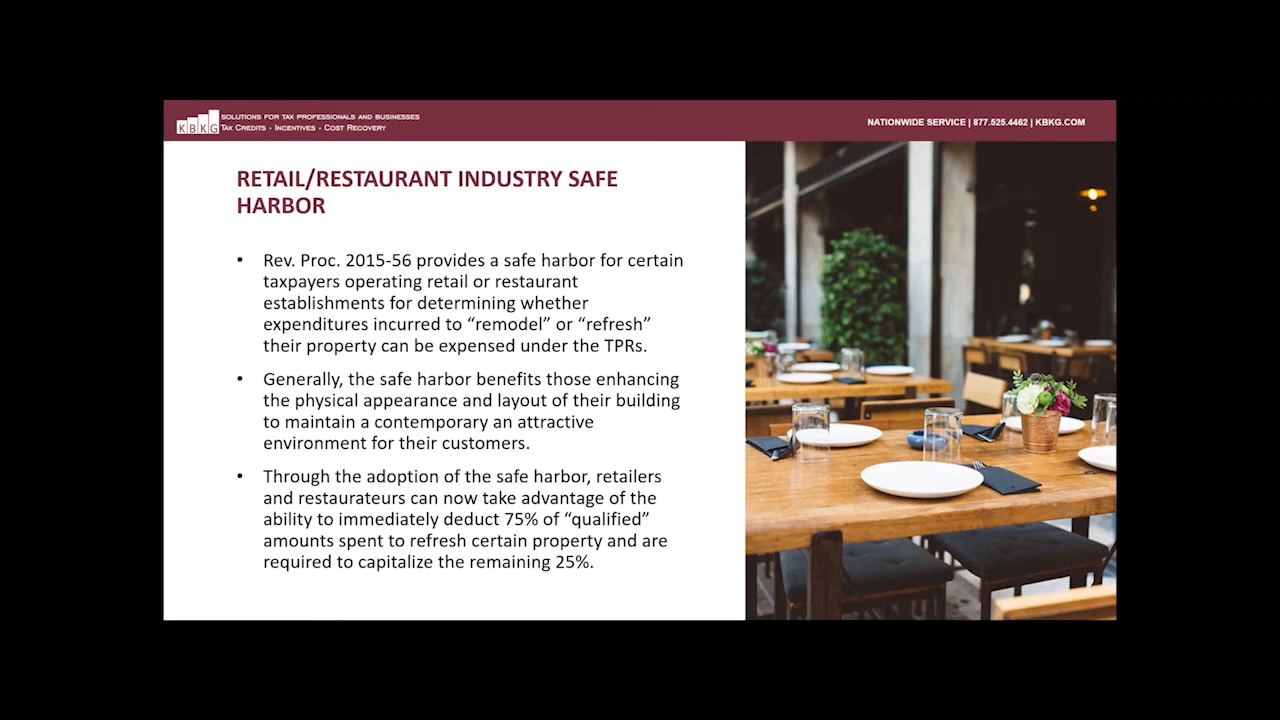 KBKG
SOLUTIONS FOR TAX PROFESSIONALS AND BUSINESSES
TAX CREDITS · INCENTIVES · COST RECOVERY
NATIONWIDE SERVICE | 877.525.4462 | KBKG.COM
RETAIL/RESTAURANT INDUSTRY SAFE
HARBOR
• Rev. Proc. 2015-56 provides a safe harbor for certain
taxpayers operating retail or restaurant
establishments for determining whether
expenditures incurred to “remodel” or “refresh”
their property can be expensed under the TPRs.
• Generally, the safe harbor benefits those enhancing
the physical appearance and layout of their building
to maintain a contemporary an attractive
environment for their customers.
• Through the adoption of the safe harbor, retailers
and restaurateurs can now take advantage of the
ability to immediately deduct 75% of “qualified”
amounts spent to refresh certain property and are
required to capitalize the remaining 25%.